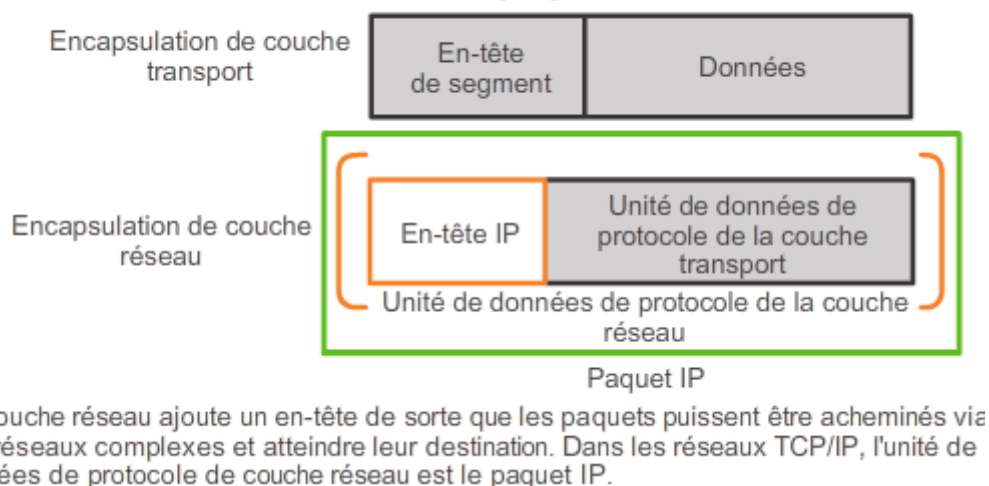 Encapsulation de couche
transport
En-tête
de segment
Données
Encapsulation de couche
réseau
En-tête IP
Unité de données de
protocole de la couche
transport
Unité de données de protocole de la couche
réseau
Paquet IP
ouche réseau ajoute un en-tête de sorte que les paquets puissent être acheminés via
réseaux complexes et atteindre leur destination. Dans les réseaux TCP/IP, l'unité de
ées de protocole de couche réseau est le paquet IP.